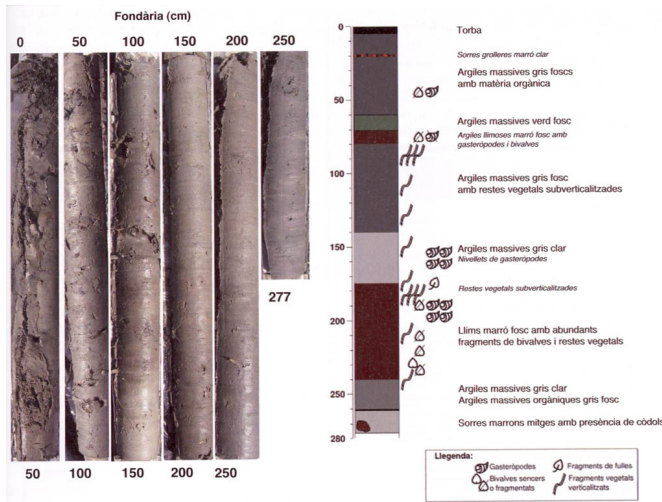 Fondària (cm)
0 50 100 150 200 250
277
50 100 150 200 250
0
50
100
150
200
250
280
Torba
Sorres grolleres marró clar
Argiles massives gris foscs
amb matèria orgànica
Argiles massives verd fosc
Argiles llimoses marró fosc amb
gasteròpodes i bivalves
Argiles massives gris fosc
amb restes vegetals subverticalitzades
Argiles massives gris clar
Nivellets de gasteròpodes
Restes vegetals subverticalitzades
Llims marró fosc amb abundants
fragments de bivalves i restes vegetals
Argiles massives gris clar
Argiles massives orgàniques gris fosc
Sorres marrons mitges amb presència de còdols
Llegenda:
Gasteròpodes
Bivalves sencers
o fragmentats
Fragments de fulles
Fragments vegetals
verticalitzats